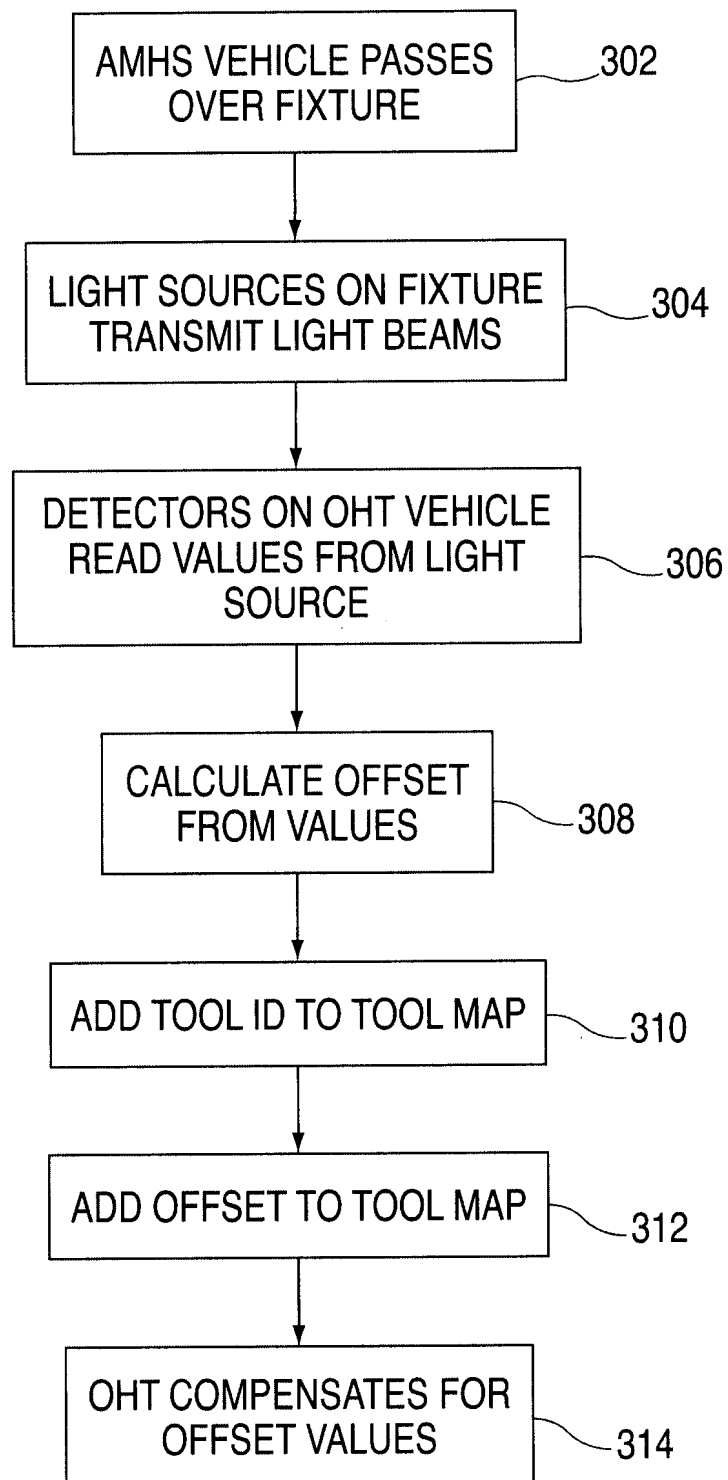 AMHS VEHICLE PASSES
OVER FIXTURE
302
LIGHT SOURCES ON FIXTURE
TRANSMIT LIGHT BEAMS
304
DETECTORS ON OHT VEHICLE
READ VALUES FROM LIGHT
SOURCE
306
CALCULATE OFFSET
FROM VALUES
308
ADD TOOL ID TO TOOL MAP
310
ADD OFFSET TO TOOL MAP
312
OHT COMPENSATES FOR
OFFSET VALUES
314